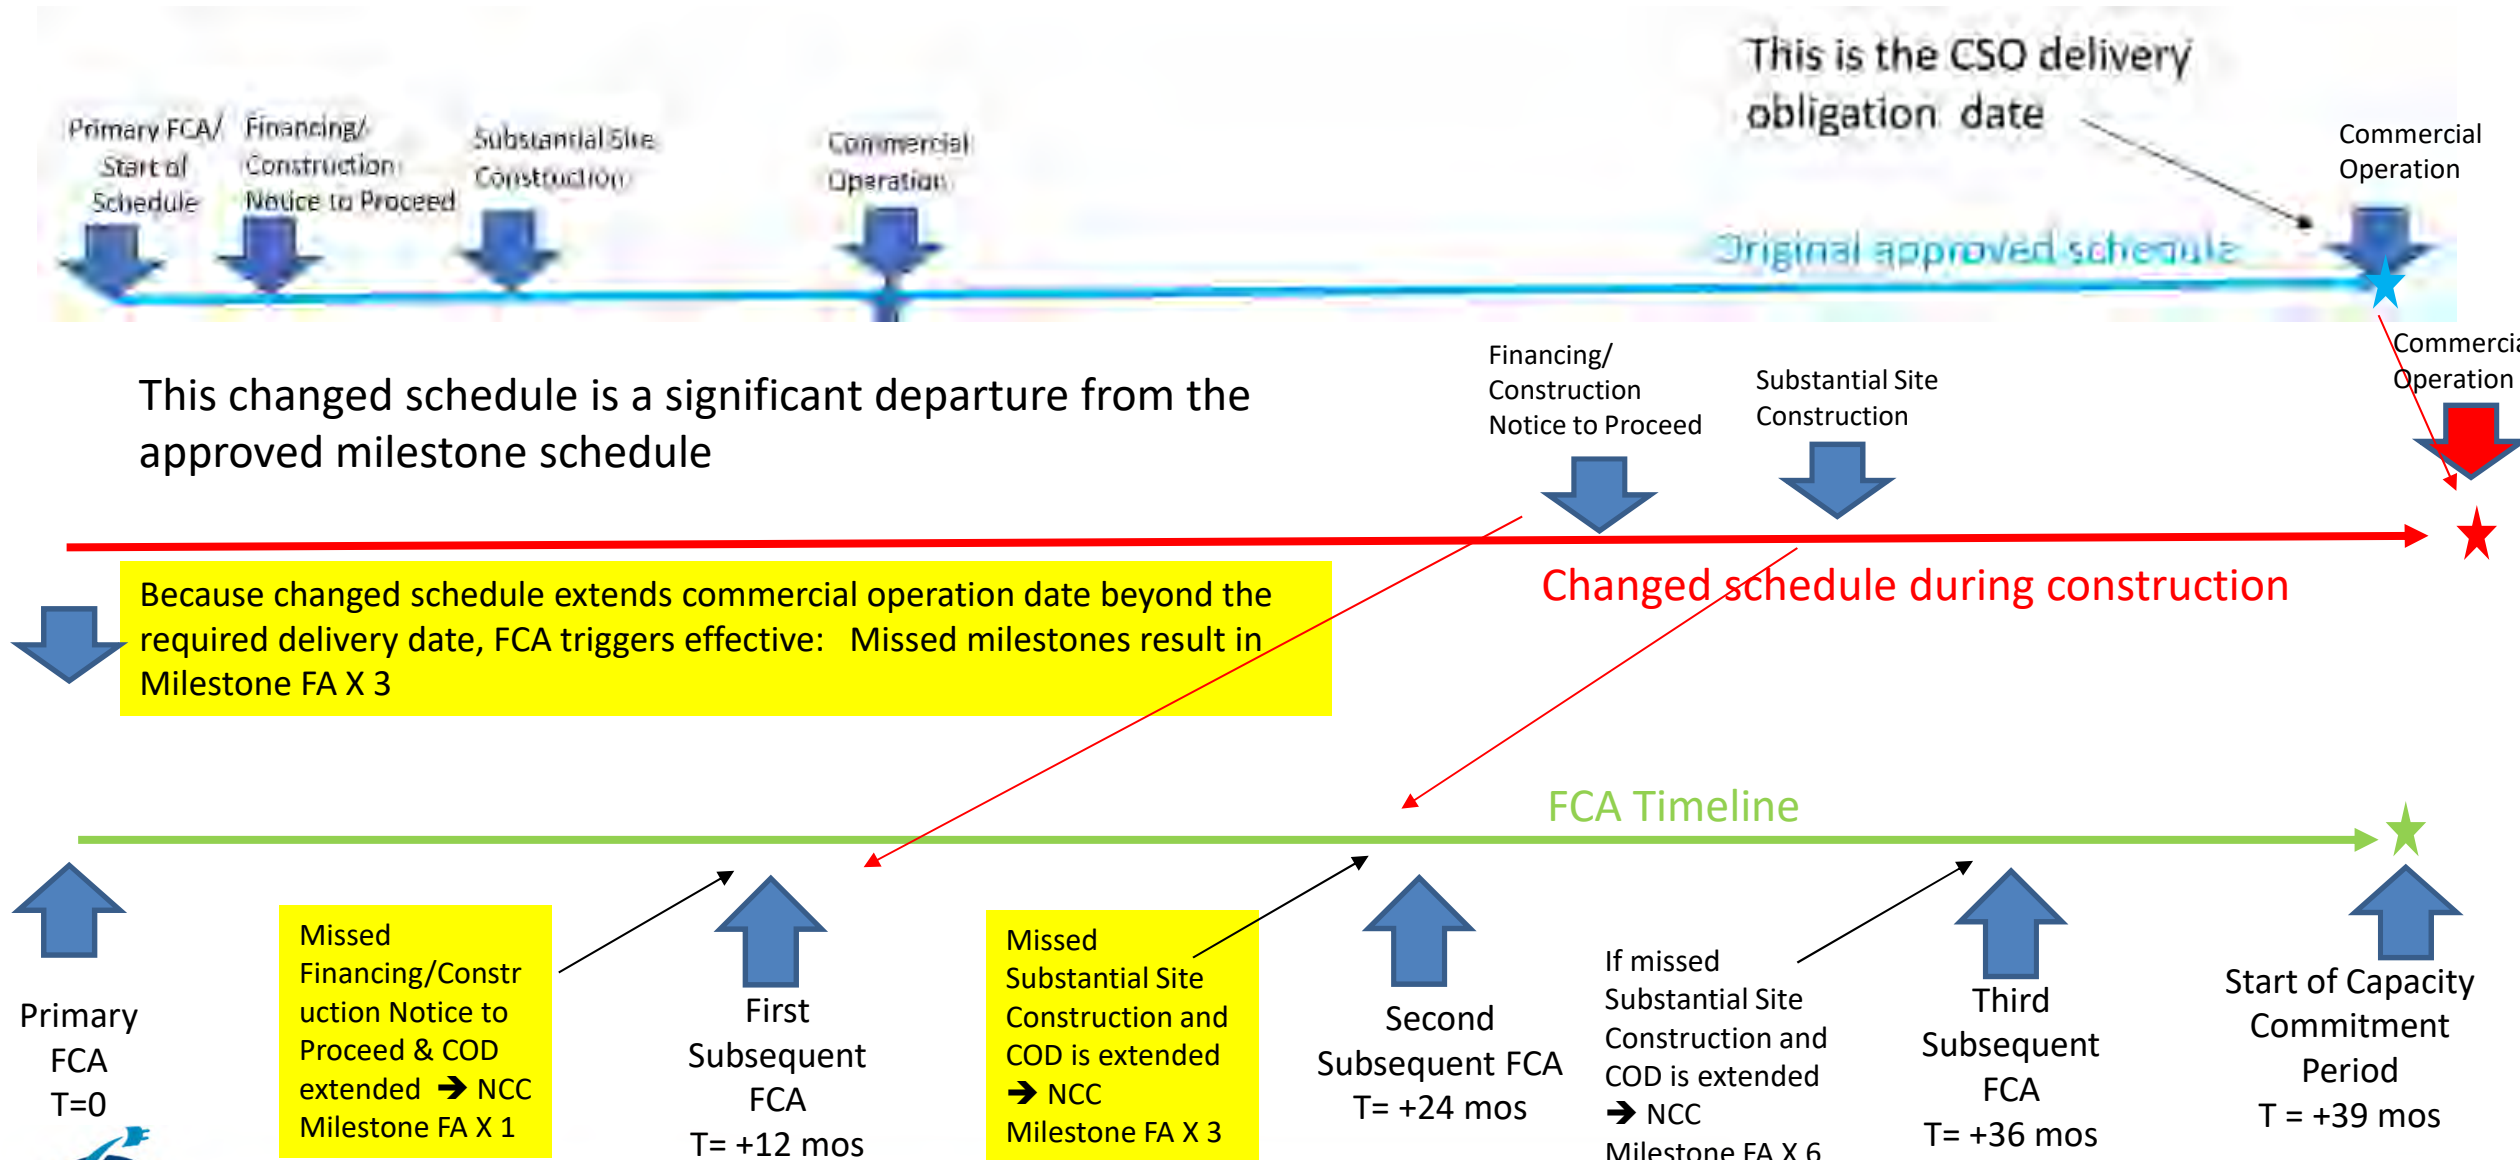 This is the CSO delivery
obligation date
Primary FCA/
Start of
Schedule
Financing/
Construction
Notice to Proceed
Substantial Site
Construction
Commercial
Operation
Commercial
Operation
Original approved schedule
This changed schedule is a significant departure from the
approved milestone schedule
Financing/
Construction
Notice to Proceed
Substantial Site
Construction
Commercia
Operation
Because changed schedule extends commercial operation date beyond the
required delivery date, FCA triggers effective: Missed milestones result in
Milestone FA X 3
Changed schedule during construction
FCA Timeline
Primary
FCA
T=0
Missed
Financing/Constr
uction Notice to
Proceed & COD
extended ➔ NCC
Milestone FA X 1
First
Subsequent
FCA
T= +12 mos
Missed
Substantial Site
Construction and
COD is extended
➔ NCC
Milestone FA X 3
Second
Subsequent FCA
T= +24 mos
If missed
Substantial Site
Construction and
COD is extended
➔ NCC
Milestone FA X 6
Third
Subsequent
FCA
T= +36 mos
Start of Capacity
Commitment
Period
T = +39 mos